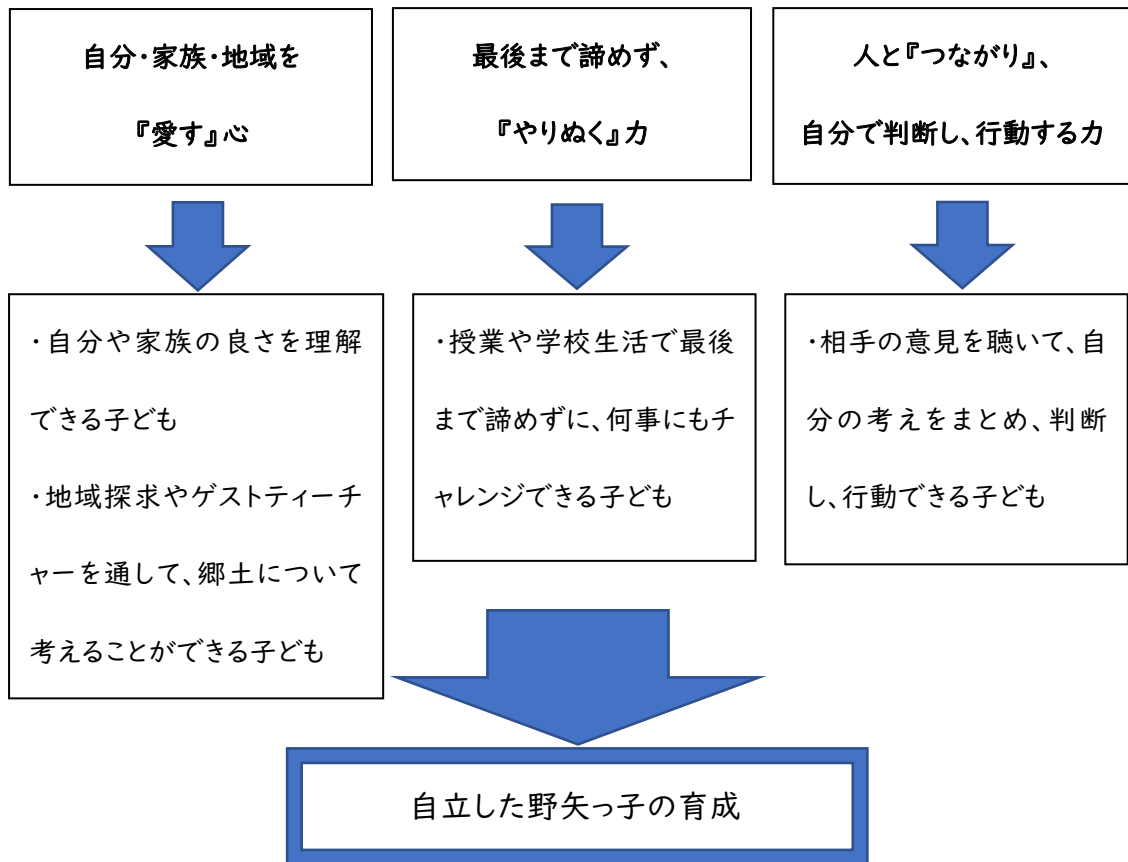 自分・家族・地域を
『愛す』心
最後まで諦めず、
『やりぬく』力
人と『つながり』、
自分で判断し、行動する力
・自分や家族の良さを理解
できる子ども
・地域探求やゲストティーチ
ャーを通して、郷土について
考えることができる子ども
・授業や学校生活で最後
まで諦めずに、何事にもチ
ャレンジできる子ども
・相手の意見を聴いて、自
分の考えをまとめ、判断
し、行動できる子ども
自立した野矢っ子の育成